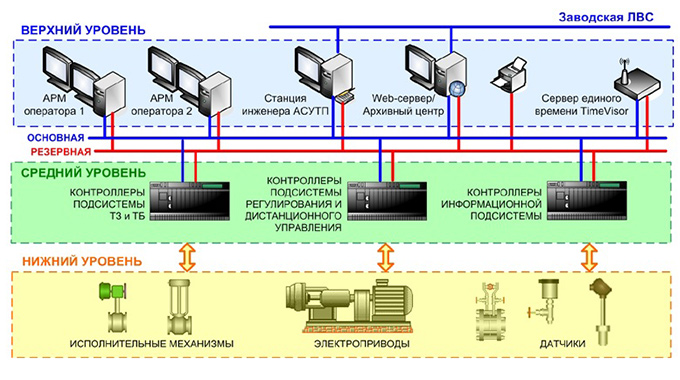 Заводская ЛВС
ВЕРХНИЙ УРОВЕНЬ
АРМ
оператора 1
АРМ
оператора 2
Станция
инженера АСУТП
Web-сервер/
Архивный центр
Сервер единого
времени TimeVisor
ОСНОВНАЯ
РЕЗЕРВНАЯ
СРЕДНИЙ УРОВЕНЬ
КОНТРОЛЛЕРЫ
ПОДСИСТЕМЫ
ТЗ и ТБ
КОНТРОЛЛЕРЫ
ПОДСИСТЕМЫ
РЕГУЛИРОВАНИЯ И
ДИСТАНЦИОННОГО
УПРАВЛЕНИЯ
КОНТРОЛЛЕРЫ
ИНФОРМАЦИОННОЙ
ПОДСИСТЕМЫ
НИЖНИЙ УРОВЕНЬ
ИСПОЛНИТЕЛЬНЫЕ МЕХАНИЗМЫ
ЭЛЕКТРОПРИВОДЫ
ДАТЧИКИ